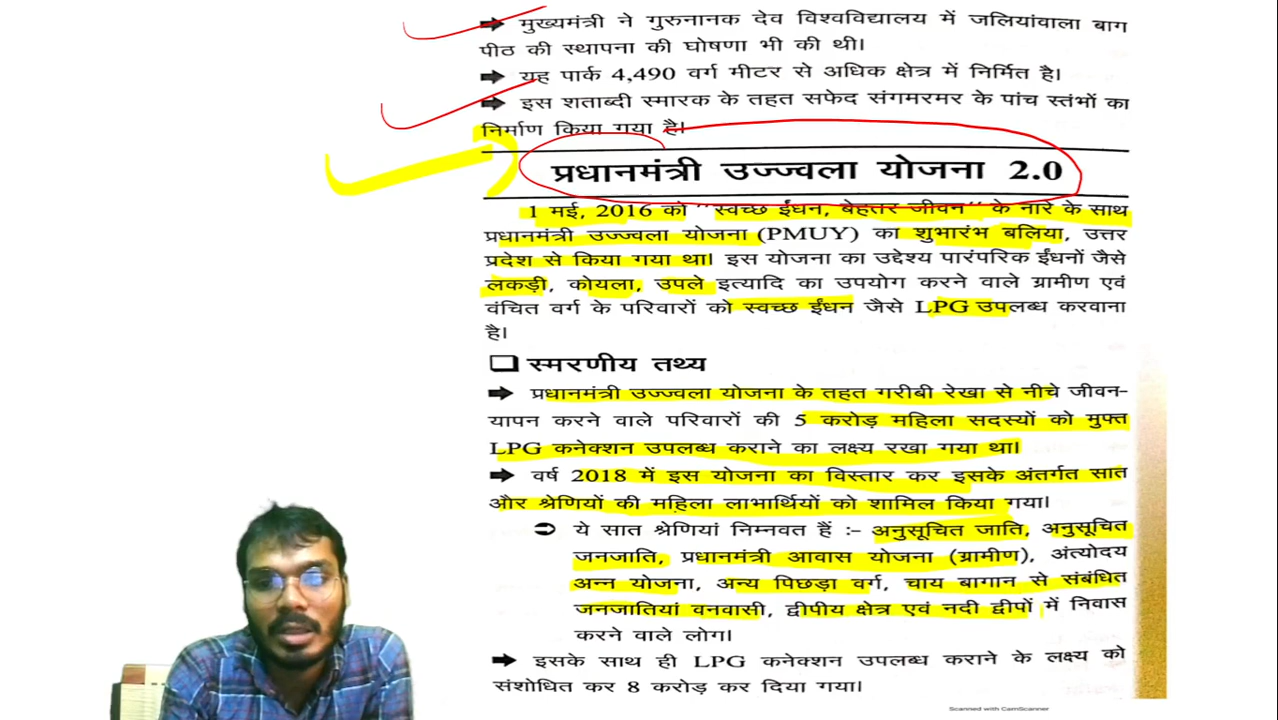 ➡ मुख्यमंत्री ने गुरुनानक देव विश्वविद्यालय में जलियांवाला बाग
पीठ की स्थापना की घोषणा भी की थी।
➡ यह पार्क 4,490 वर्ग मीटर से अधिक क्षेत्र में निर्मित है।
➡ इस शताब्दी स्मारक के तहत सफेद संगमरमर के पांच स्तंभों का
निर्माण किया गया है।
प्रधानमंत्री उज्ज्वला योजना 2.0
1 मई, 2016 को "स्वच्छ ईंधन, बेहतर जीवन" के नारे के साथ
प्रधानमंत्री उज्ज्वला योजना (PMUY) का शुभारंभ बलिया, उत्तर
प्रदेश से किया गया था। इस योजना का उद्देश्य पारंपरिक ईंधनों जैसे
लकड़ी, कोयला, उपले इत्यादि का उपयोग करने वाले ग्रामीण एवं
वंचित वर्ग के परिवारों को स्वच्छ ईंधन जैसे LPG उपलब्ध करवाना
है।
❑ स्मरणीय तथ्य
➡ प्रधानमंत्री उज्ज्वला योजना के तहत गरीबी रेखा से नीचे जीवन-
यापन करने वाले परिवारों की 5 करोड़ महिला सदस्यों को मुफ्त
LPG कनेक्शन उपलब्ध कराने का लक्ष्य रखा गया था।
➡ वर्ष 2018 में इस योजना का विस्तार कर इसके अंतर्गत सात
और श्रेणियों की महिला लाभार्थियों को शामिल किया गया।
➲ ये सात श्रेणियां निम्नवत हैं :- अनुसूचित जाति, अनुसूचित
जनजाति, प्रधानमंत्री आवास योजना (ग्रामीण), अंत्योदय
अन्न योजना, अन्य पिछड़ा वर्ग, चाय बागान से संबंधित
जनजातियां वनवासी, द्वीपीय क्षेत्र एवं नदी द्वीपों में निवास
करने वाले लोग।
➡ इसके साथ ही LPG कनेक्शन उपलब्ध कराने के लक्ष्य को
संशोधित कर 8 करोड़ कर दिया गया।
Scanned with CamScanner